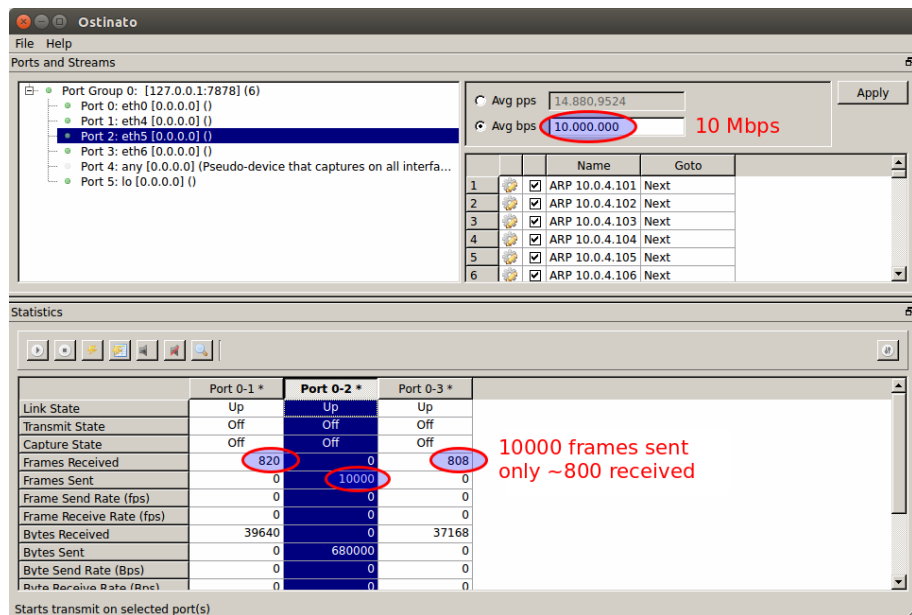 Ostinato
File Help
Ports and Streams
Port Group 0: [127.0.0.1:7878] (6)
Port 0: eth0 [0.0.0.0] ()
Port 1: eth4 [0.0.0.0] ()
Port 2: eth5 [0.0.0.0] ()
Port 3: eth6 [0.0.0.0] ()
Port 4: any [0.0.0.0] (Pseudo-device that captures on all interfa...
Port 5: lo [0.0.0.0] ()
Avg pps 14.880,9524
Apply
Avg bps 10.000.000 10 Mbps
Name Goto
1 ARP 10.0.4.101 Next
2 ARP 10.0.4.102 Next
3 ARP 10.0.4.103 Next
4 ARP 10.0.4.104 Next
5 ARP 10.0.4.105 Next
6 ARP 10.0.4.106 Next
Statistics
Port 0-1 * Port 0-2 * Port 0-3 *
Link State Up Up Up
Transmit State Off Off Off
Capture State Off Off Off
Frames Received 820 0 808
Frames Sent 0 10000 0
Frame Send Rate (fps) 0 0 0
Frame Receive Rate (fps) 0 0 0
Bytes Received 39640 0 37168
Bytes Sent 0 680000 0
Byte Send Rate (Bps) 0 0 0
Byte Receive Rate (Bps) 0 0 0
10000 frames sent
only ~800 received
Starts transmit on selected port(s)